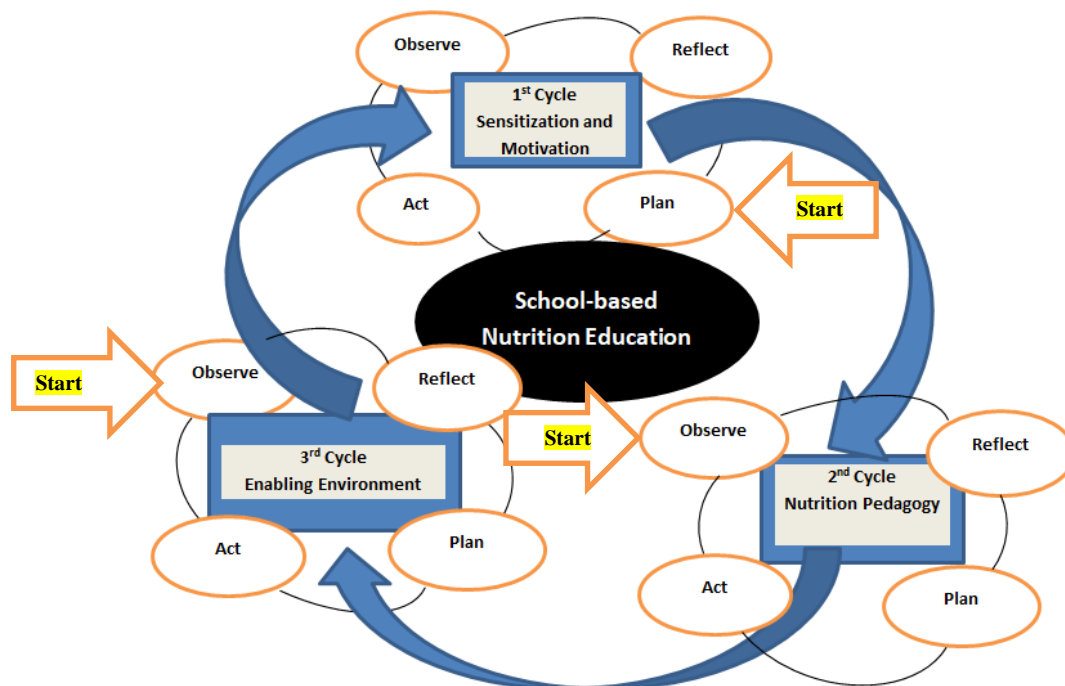 Observe
Reflect
1st Cycle
Sensitization and
Motivation
Act
Plan
Start
School-based
Nutrition Education
Start
Observe
Reflect
3rd Cycle
Enabling Environment
Act
Plan
Start
Observe
Reflect
2nd Cycle
Nutrition Pedagogy
Act
Plan